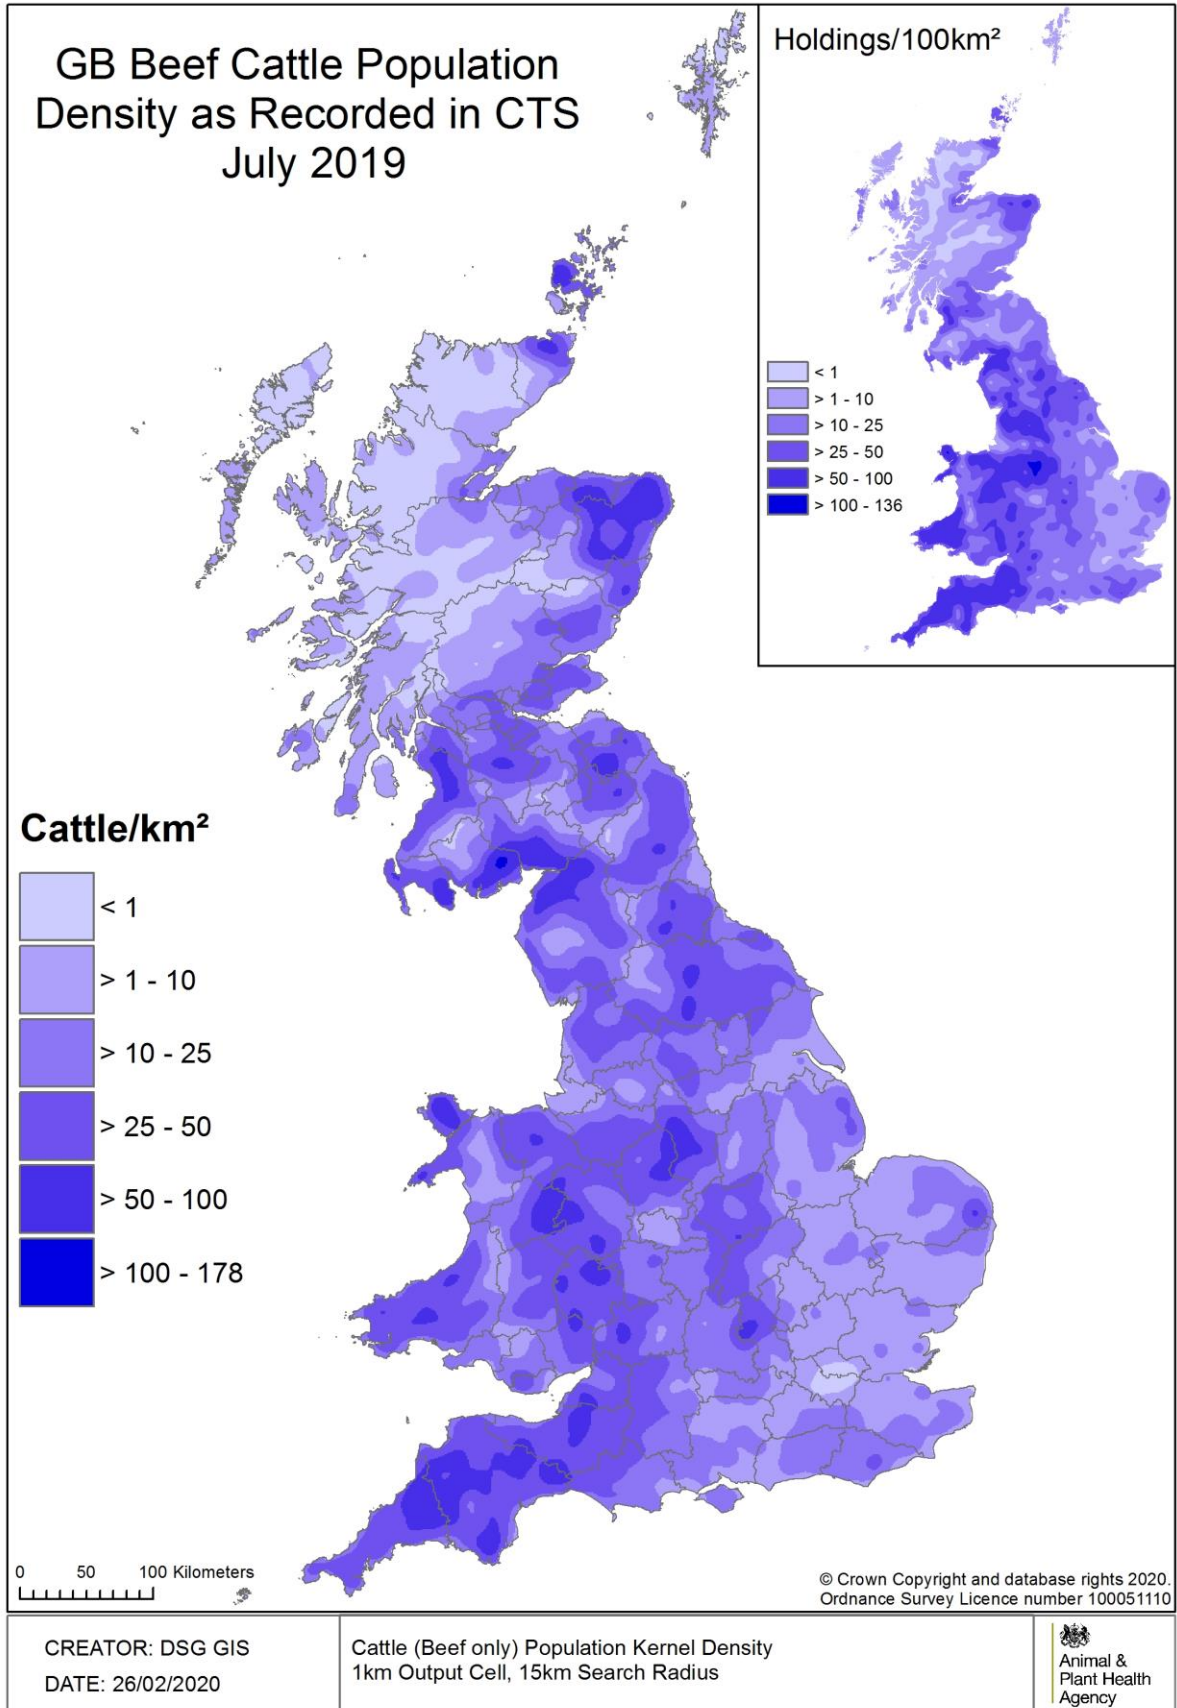 GB Beef Cattle Population
Density as Recorded in CTS
July 2019
Holdings/100km²
< 1
> 1 - 10
> 10 - 25
> 25 - 50
> 50 - 100
> 100 - 136
Cattle/km²
< 1
> 1 - 10
> 10 - 25
> 25 - 50
> 50 - 100
> 100 - 178
0 50 100 Kilometers
© Crown Copyright and database rights 2020.
Ordnance Survey Licence number 100051110
CREATOR: DSG GIS
DATE: 26/02/2020
Cattle (Beef only) Population Kernel Density
1km Output Cell, 15km Search Radius
Animal &
Plant Health
Agency